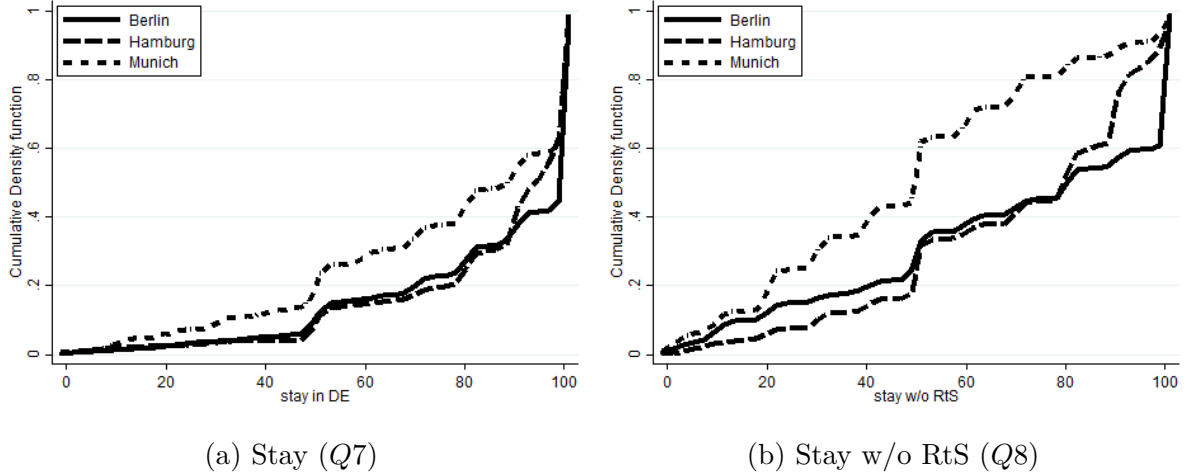 Berlin
Hamburg
Munich
Cumulative Density function
0 .2 .4 .6 .8 1
0 20 40 60 80 100
stay in DE
(a) Stay (Q7)
Berlin
Hamburg
Munich
Cumulative Density function
0 .2 .4 .6 .8 1
0 20 40 60 80 100
stay w/o RtS
(b) Stay w/o RtS (Q8)